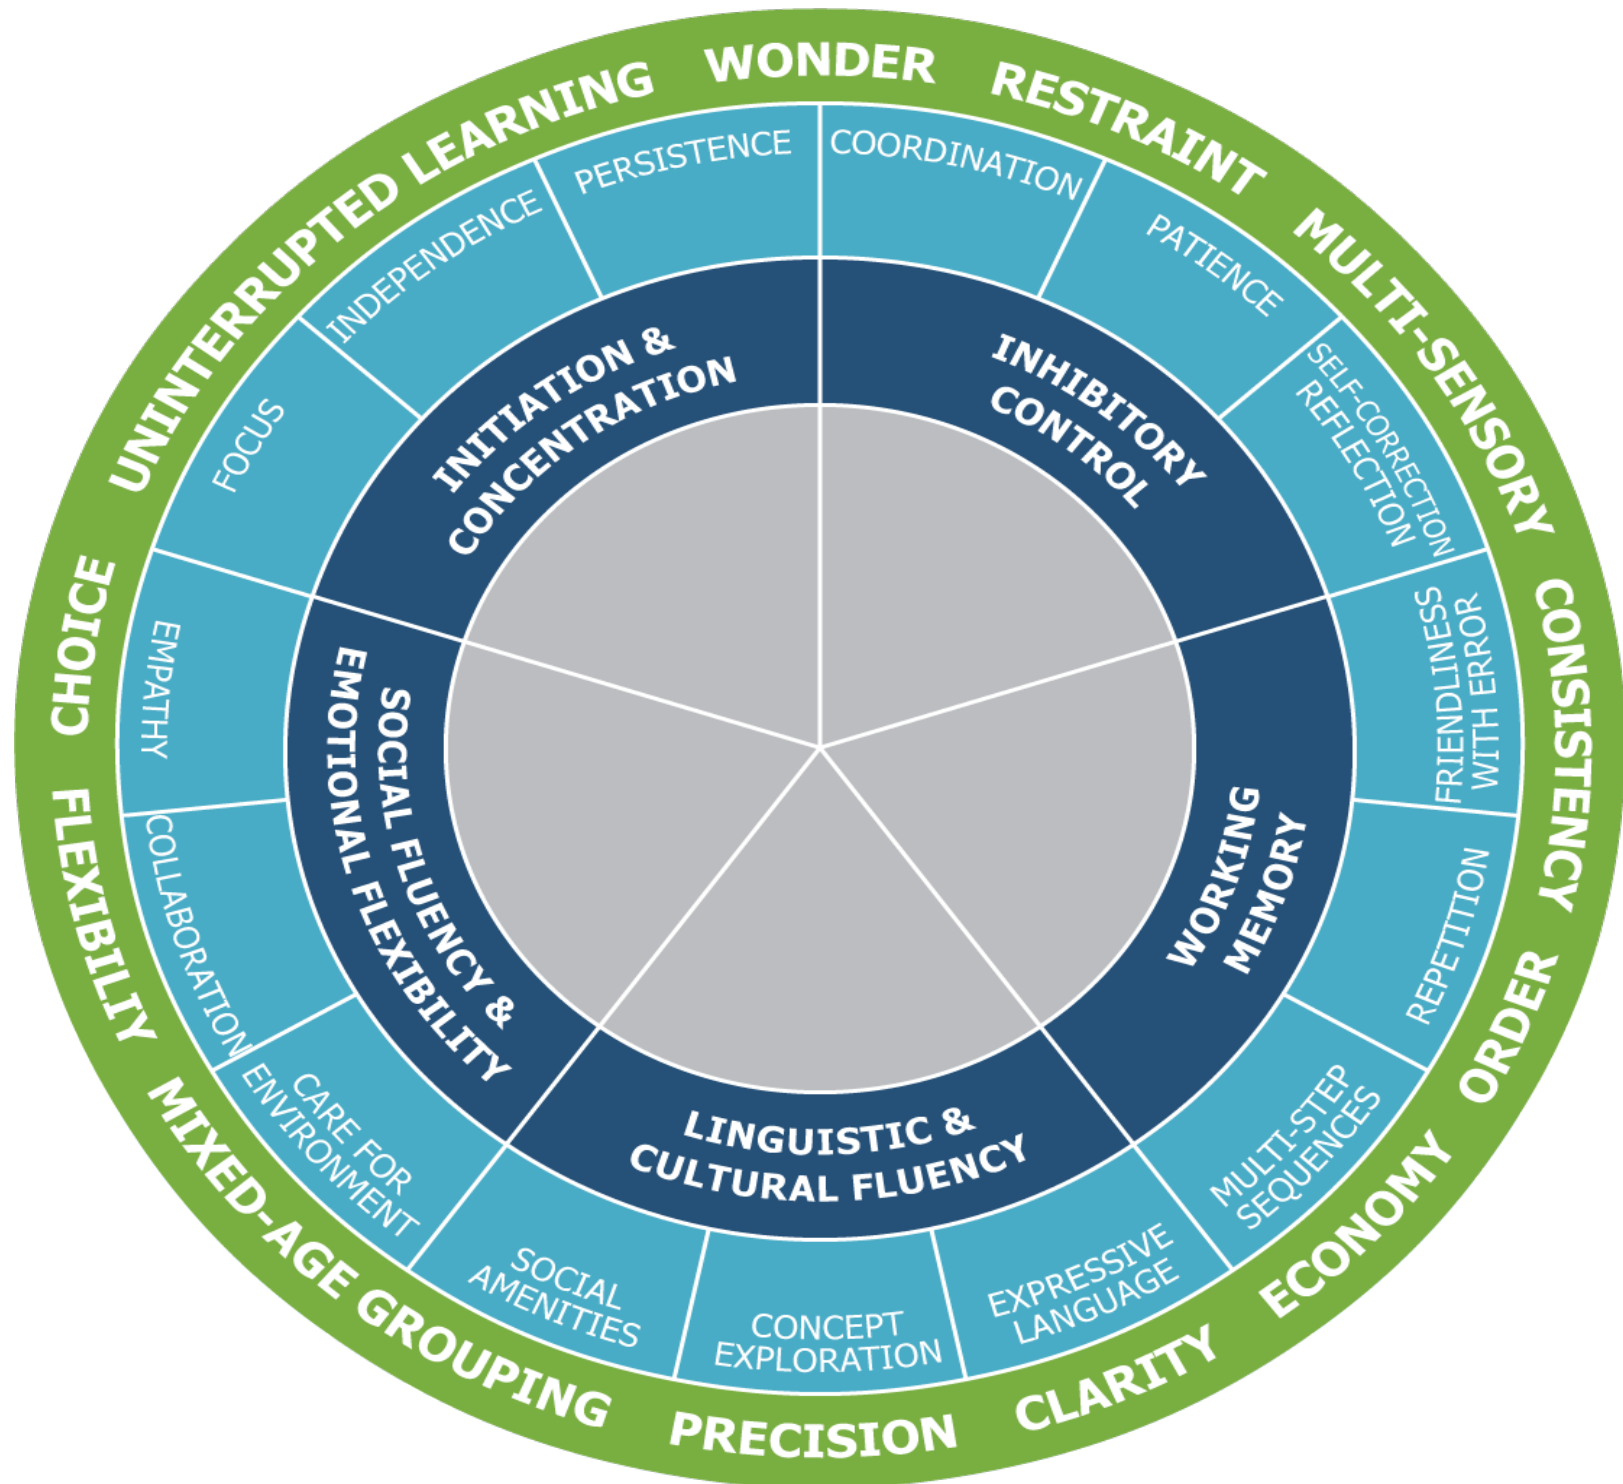 WONDER
RESTRAINT
MULTI-SENSORY
CONSISTENCY
ORDER
ECONOMY
CLARITY
PRECISION
MIXED-AGE GROUPING
FLEXIBILIY
CHOICE
UNINTERRUPTED LEARNING
COORDINATION
PATIENCE
SELF-CORRECTION
REFLECTION
FRIENDLINESS
WITH ERROR
REPETITION
MULTI-STEP
SEQUENCES
EXPRESSIVE
LANGUAGE
CONCEPT
EXPLORATION
SOCIAL
AMENITIES
CARE FOR
ENVIRONMENT
COLLABORATION
EMPATHY
FOCUS
INDEPENDENCE
PERSISTENCE
INHIBITORY
CONTROL
WORKING
MEMORY
LINGUISTIC &
CULTURAL FLUENCY
SOCIAL FLUENCY &
EMOTIONAL FLEXIBILITY
INITIATION &
CONCENTRATION